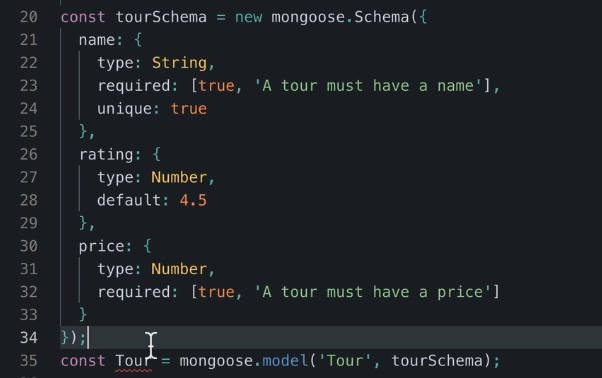 20 const tourSchema = new mongoose.Schema({
21   name: {
22     type: String,
23     required: [true, 'A tour must have a name'],
24     unique: true
25   },
26   rating: {
27     type: Number,
28     default: 4.5
29   },
30   price: {
31     type: Number,
32     required: [true, 'A tour must have a price']
33   }
34 });
35 const Tour = mongoose.model('Tour', tourSchema);